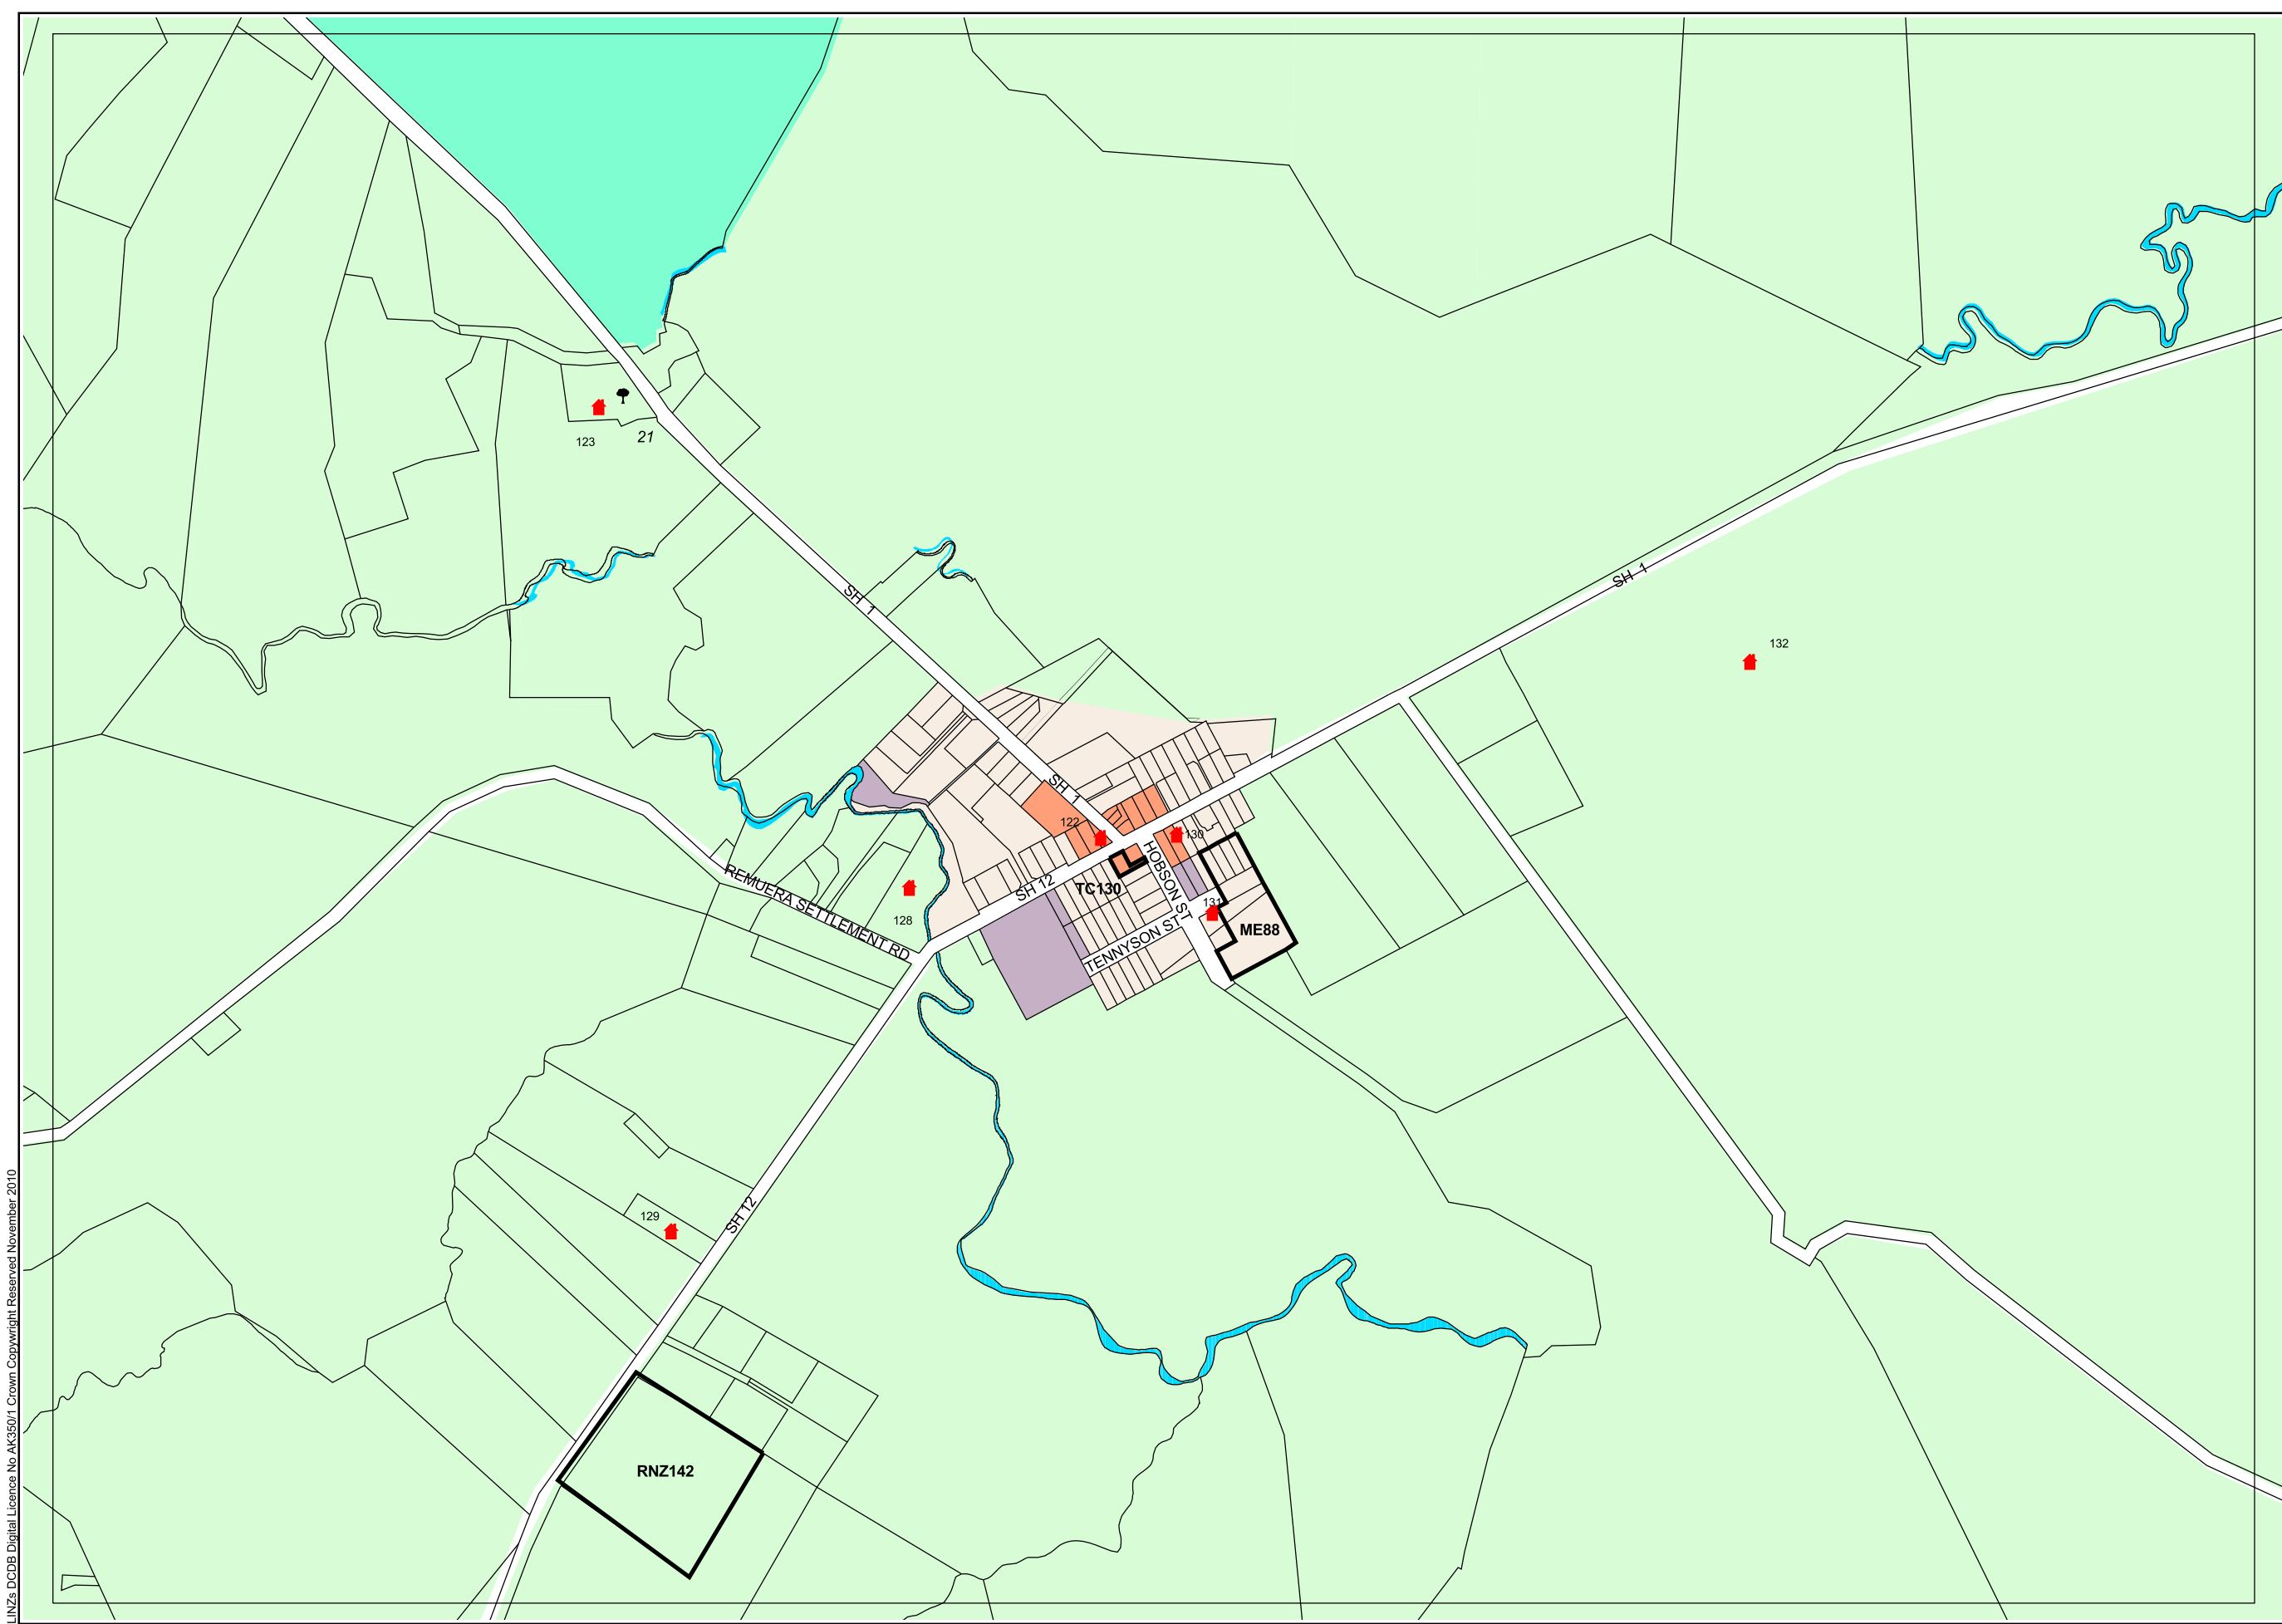 123
21
SH 1
SH 1
132
SH 1
122
130
HOBSON ST
REMUERA SETTLEMENT RD
128
SH 12
TC130
131
TENNYSON ST
ME88
129
SH 12
RNZ142
LINZs DCDB Digital Licence No AK350/1 Crown Copywright Reserved November 2010